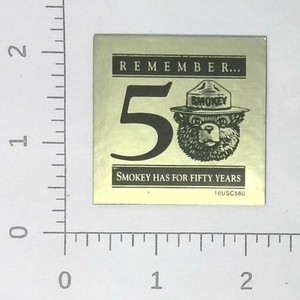 REMEMBER...
50
SMOKEY
SMOKEY HAS FOR FIFTY YEARS
16USC580
2
1
0
0 1 2